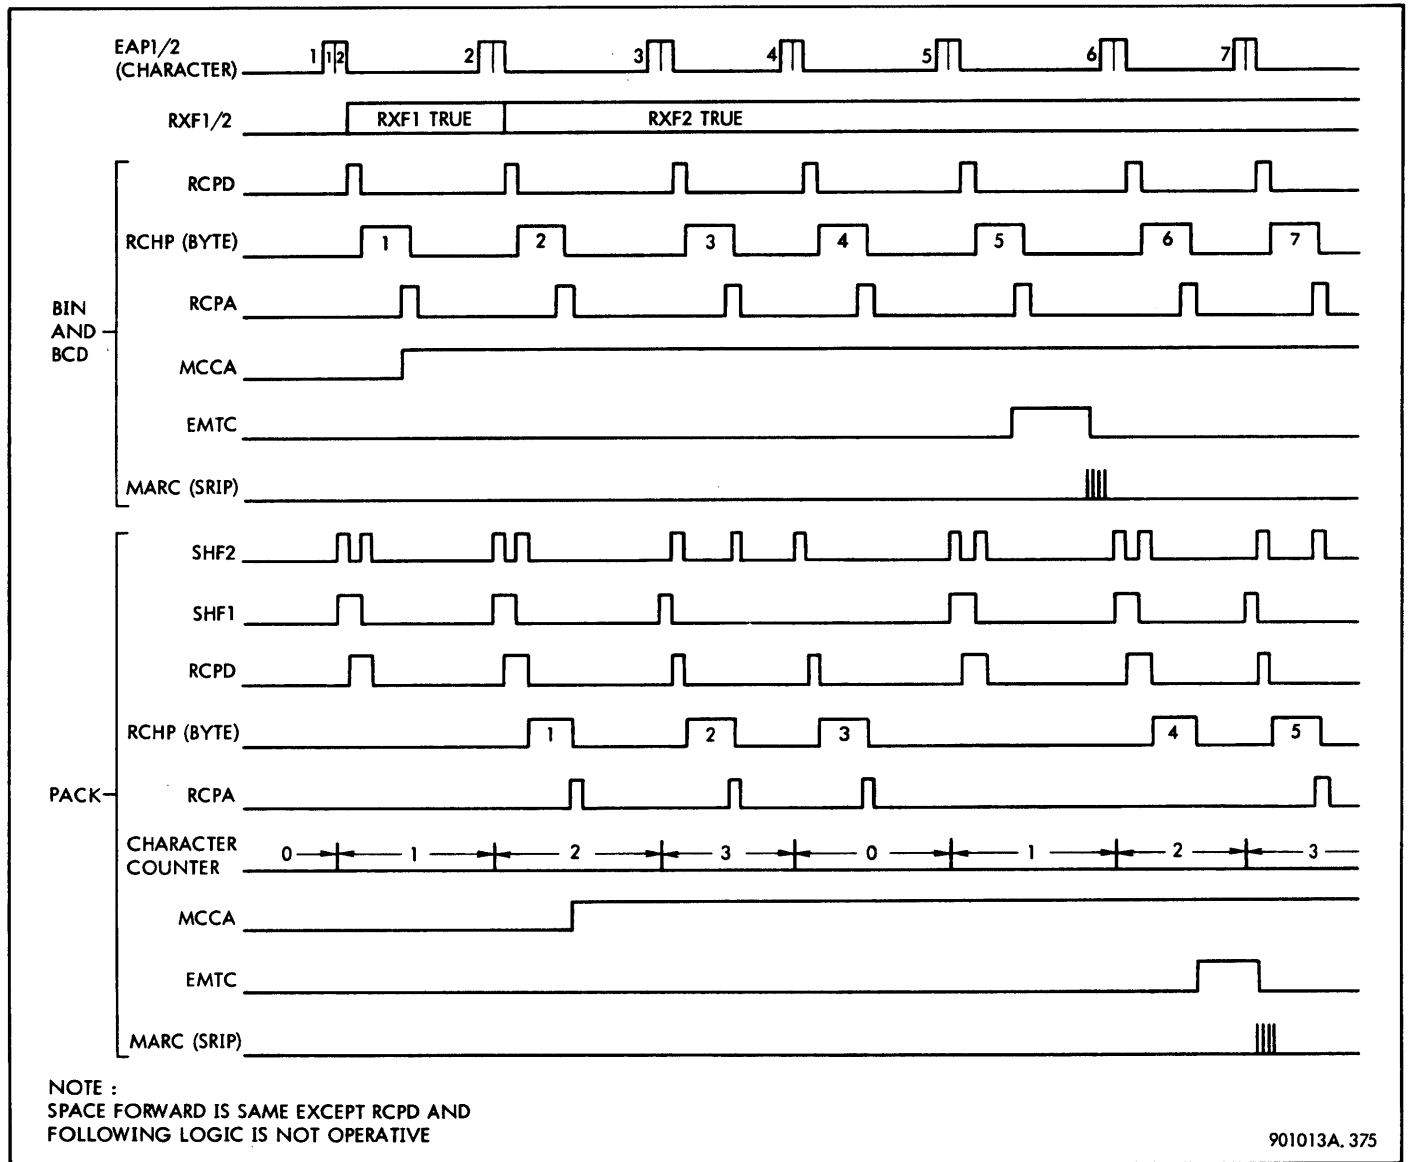 EAP1/2
(CHARACTER)
1 1 2 2 3 4 5 6 7
RXF1/2 RXF1 TRUE RXF2 TRUE
BIN
AND
BCD
RCPD
RCHP (BYTE) 1 2 3 4 5 6 7
RCPA
MCCA
EMTC
MARC (SRIP)
PACK
SHF2
SHF1
RCPD
RCHP (BYTE) 1 2 3 4 5
RCPA
CHARACTER
COUNTER
0 1 2 3 0 1 2 3
MCCA
EMTC
MARC (SRIP)
NOTE :
SPACE FORWARD IS SAME EXCEPT RCPD AND
FOLLOWING LOGIC IS NOT OPERATIVE
901013A. 375